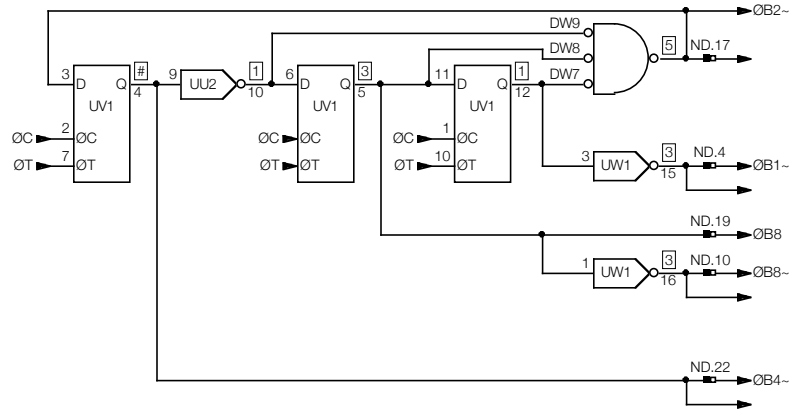 ØB2~
DW9
DW8
DW7
5
ND.17
3 D Q # 4
UV1
2 ØC ØC
7 ØT ØT
9 UU2 1 10
6 D Q 3 5
UV1
ØC ØC
ØT ØT
11 D Q 1 12
UV1
1 ØC ØC
10 ØT ØT
3 UW1 3 15
ND.4
ØB1~
ND.19
ØB8
1 UW1 3 16
ND.10
ØB8~
ND.22
ØB4~